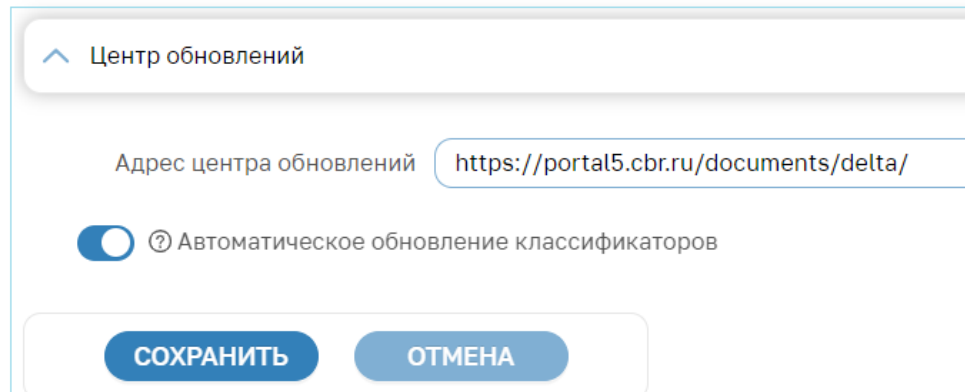 Центр обновлений
Адрес центра обновлений https://portal5.cbr.ru/documents/delta/
? Автоматическое обновление классификаторов
СОХРАНИТЬ ОТМЕНА